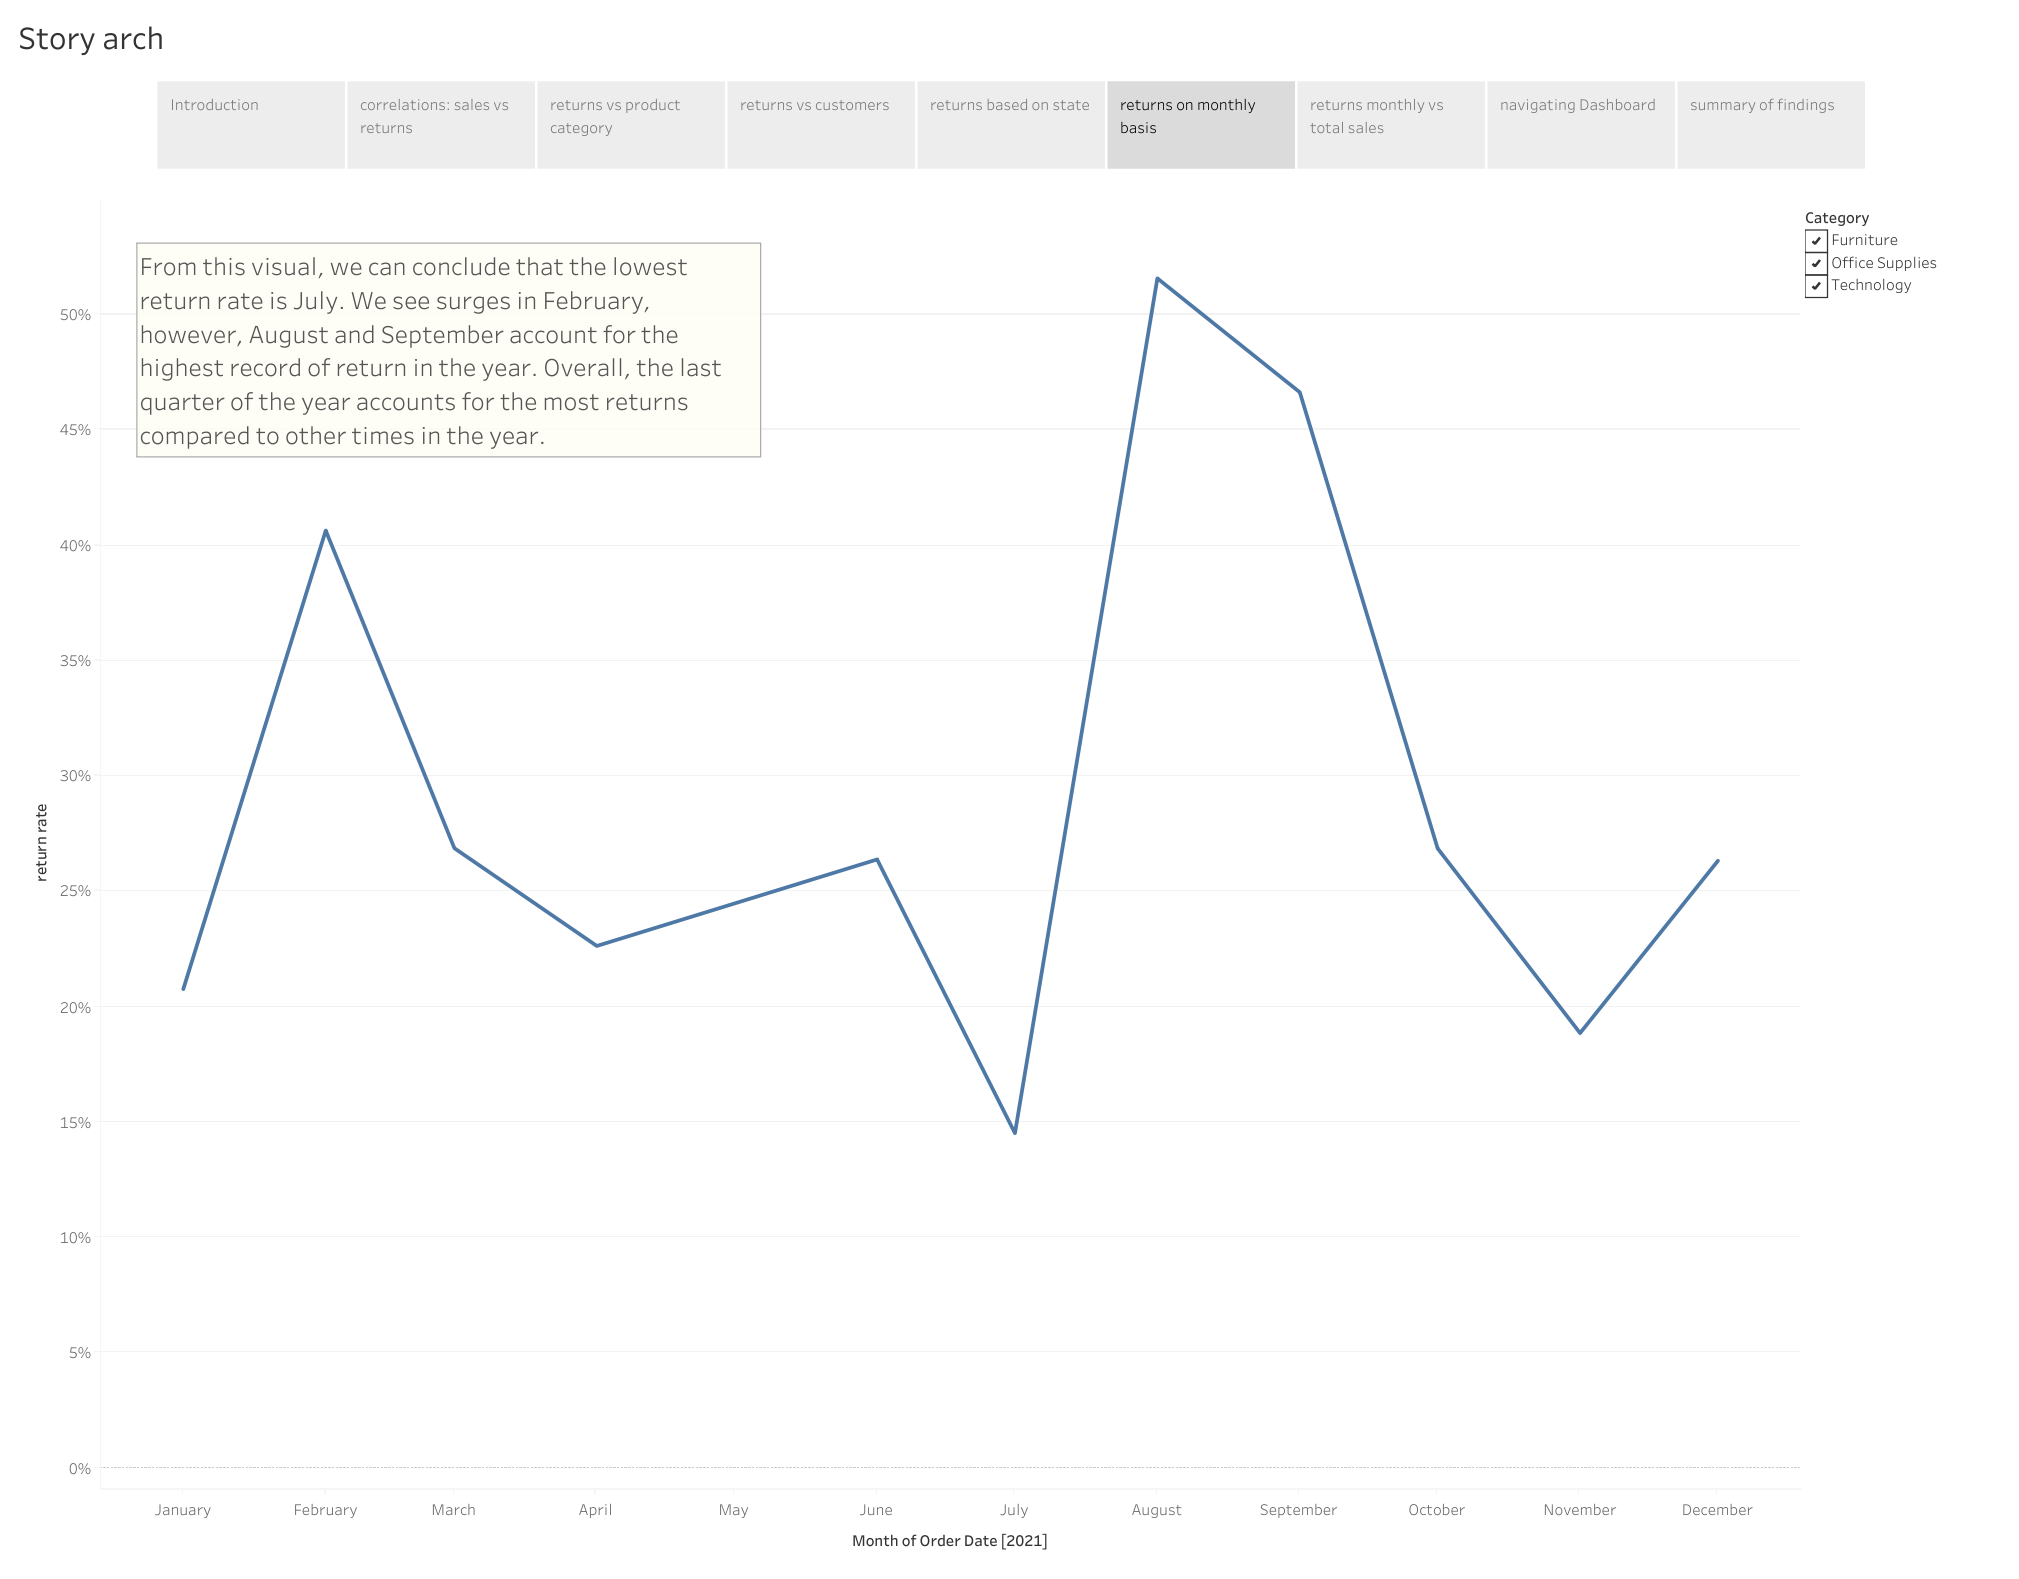 Story arch
Introduction
correlations: sales vs
returns
returns vs product
category
returns vs customers
returns based on state
returns on monthly
basis
returns monthly vs
total sales
navigating Dashboard
summary of findings
From this visual, we can conclude that the lowest
return rate is July. We see surges in February,
however, August and September account for the
highest record of return in the year. Overall, the last
quarter of the year accounts for the most returns
compared to other times in the year.
Category
Furniture
Office Supplies
Technology
50%
45%
40%
35%
30%
25%
20%
15%
10%
5%
0%
return rate
January
February
March
April
May
June
July
August
September
October
November
December
Month of Order Date [2021]